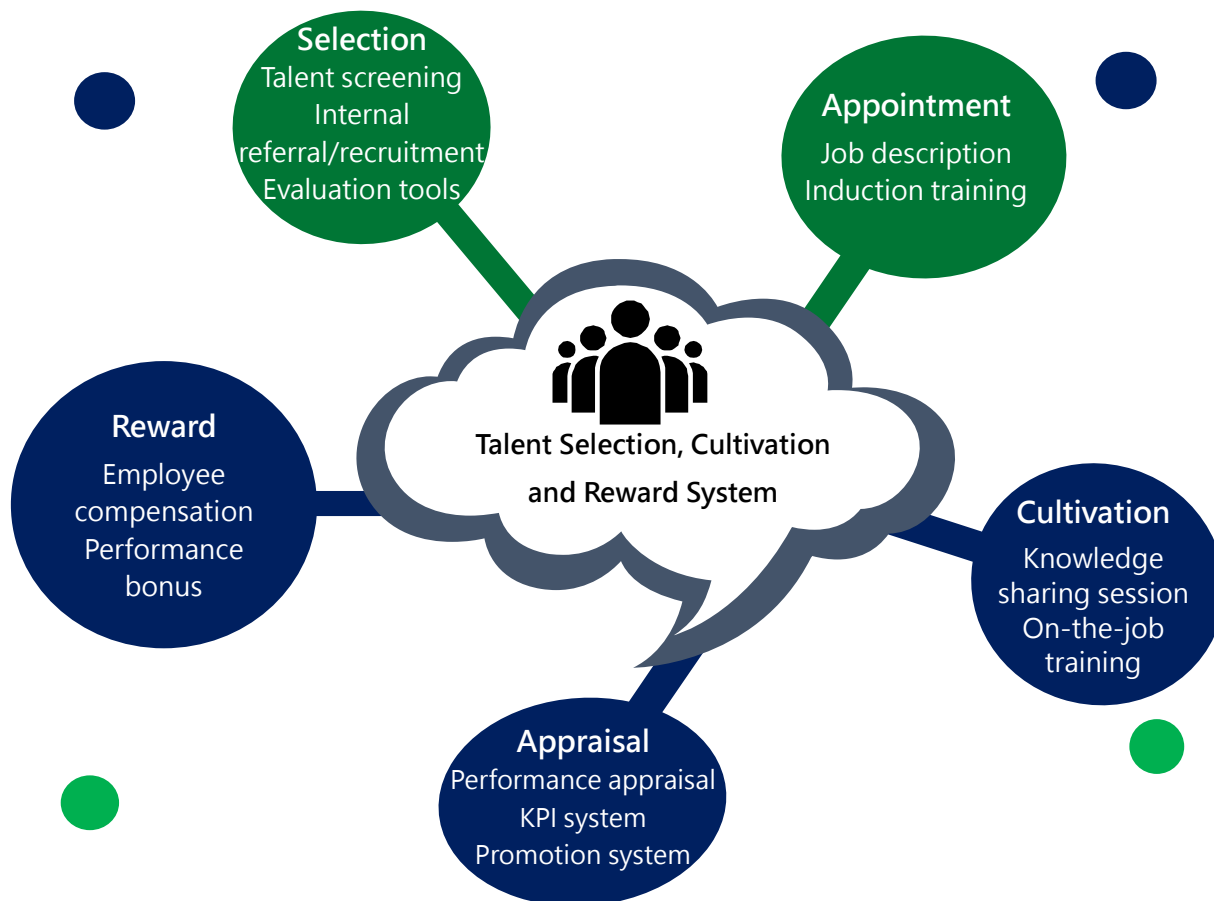 Selection
Talent screening
Internal
referral/recruitment
Evaluation tools
Appointment
Job description
Induction training
Talent Selection, Cultivation
and Reward System
Reward
Employee
compensation
Performance
bonus
Cultivation
Knowledge
sharing session
On-the-job
training
Appraisal
Performance appraisal
KPI system
Promotion system